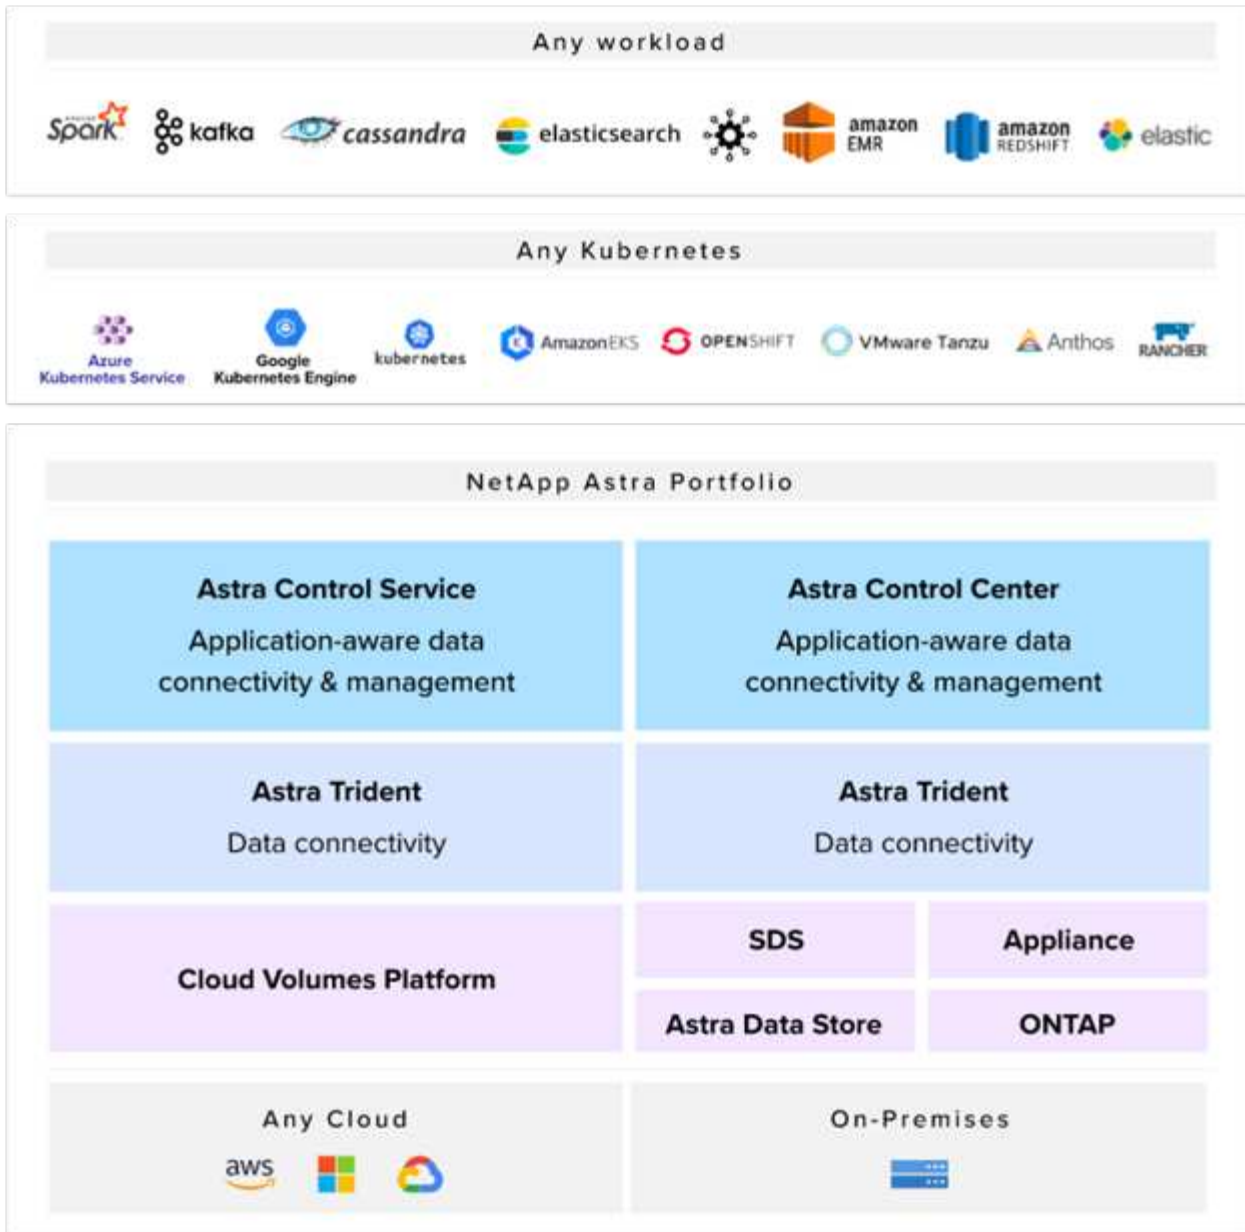 Any workload
APACHE
Spark
kafka
cassandra
elasticsearch
amazon
EMR
amazon
REDSHIFT
elastic
Any Kubernetes
Azure
Kubernetes Service
Google
Kubernetes Engine
kubernetes
Amazon EKS
OPENSHIFT
VMware Tanzu
Anthos
RANCHER
NetApp Astra Portfolio
Astra Control Service
Application-aware data
connectivity & management
Astra Control Center
Application-aware data
connectivity & management
Astra Trident
Data connectivity
Astra Trident
Data connectivity
Cloud Volumes Platform
SDS
Appliance
Astra Data Store
ONTAP
Any Cloud
aws
On-Premises